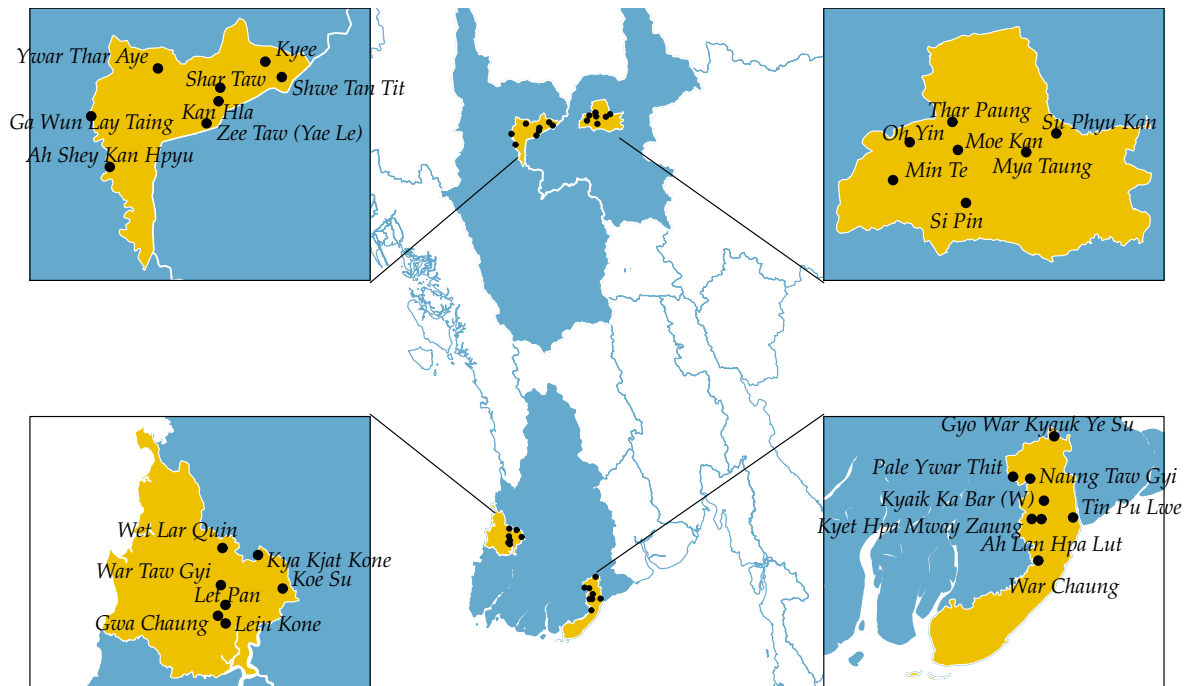 Ywar Thar Aye
Kyee
Shar Taw
Shwe Tan Tit
Kan Hla
Ga Wun Lay Taing
Zee Taw (Yae Le)
Ah Shey Kan Hpyu
Thar Paung
Su Phyu Kan
Oh Yin
Moe Kan
Mya Taung
Min Te
Si Pin
Wet Lar Quin
Kya Kjat Kone
War Taw Gyi
Koe Su
Let Pan
Gwa Chaung
Lein Kone
Gyo War Kyauk Ye Su
Pale Ywar Thit
Naung Taw Gyi
Kyaik Ka Bar (W)
Tin Pu Lwe
Kyet Hpa Mway Zaung
Ah Lan Hpa Lut
War Chaung